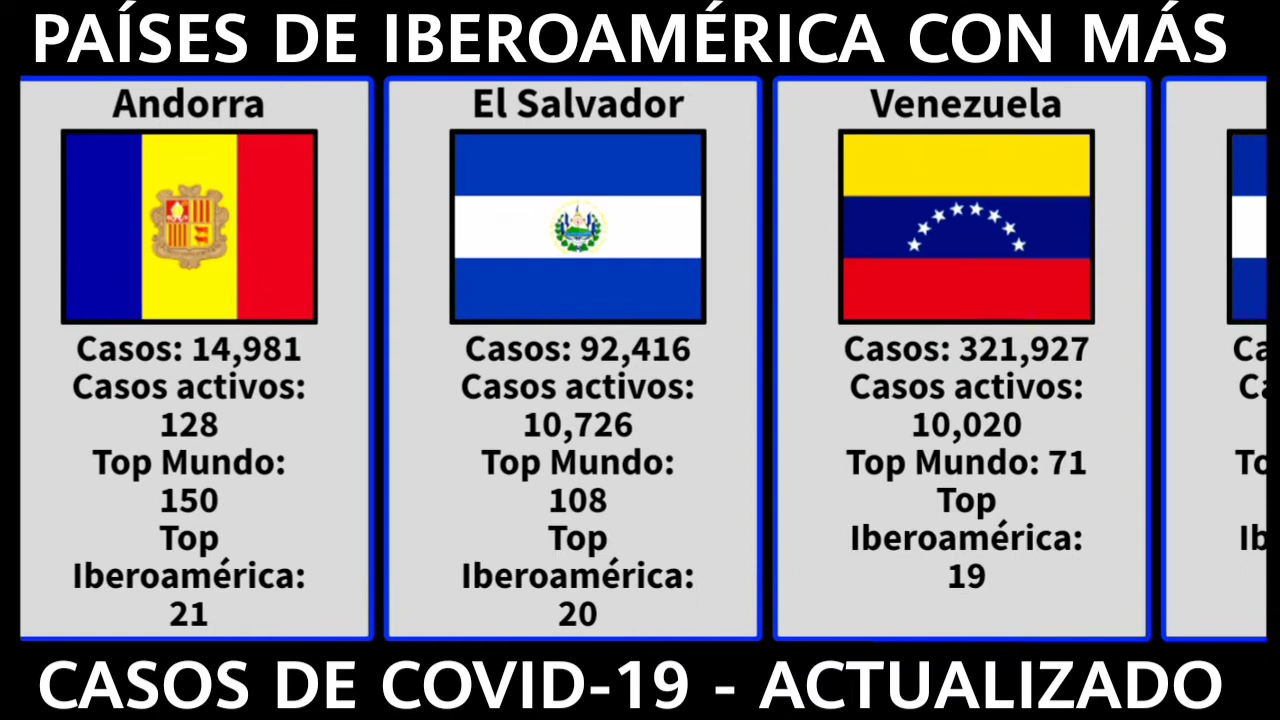 PAÍSES DE IBEROAMÉRICA CON MÁS
Andorra
Casos: 14,981
Casos activos:
128
Top Mundo:
150
Top
Iberoamérica:
21
El Salvador
Casos: 92,416
Casos activos:
10,726
Top Mundo:
108
Top
Iberoamérica:
20
Venezuela
Casos: 321,927
Casos activos:
10,020
Top Mundo: 71
Top
Iberoamérica:
19
CASOS DE COVID-19 - ACTUALIZADO